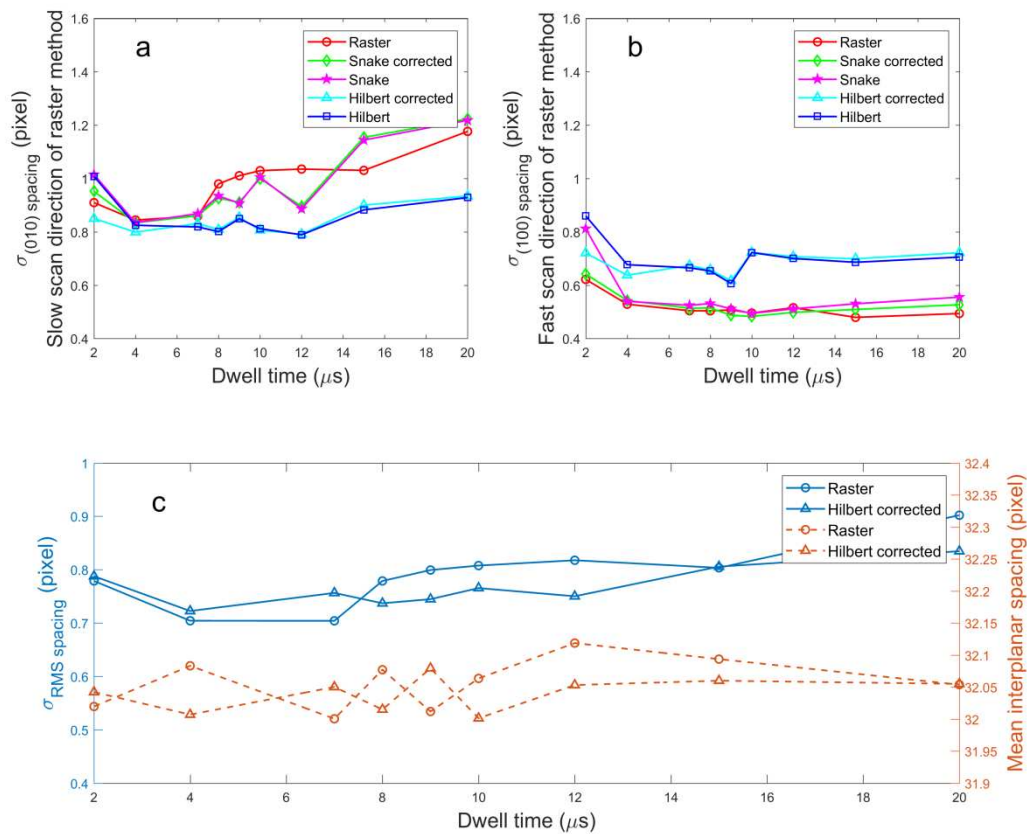 a
σ(010) spacing (pixel)
Slow scan direction of raster method
1.6
1.4
1.2
1
0.8
0.6
0.4
2 4 6 8 10 12 14 16 18 20
Dwell time (μs)
Raster
Snake corrected
Snake
Hilbert corrected
Hilbert
b
σ(100) spacing (pixel)
Fast scan direction of raster method
1.6
1.4
1.2
1
0.8
0.6
0.4
2 4 6 8 10 12 14 16 18 20
Dwell time (μs)
Raster
Snake corrected
Snake
Hilbert corrected
Hilbert
c
σRMS spacing (pixel)
1
0.9
0.8
0.7
0.6
0.5
0.4
2 4 6 8 10 12 14 16 18 20
Dwell time (μs)
Raster
Hilbert corrected
Raster
Hilbert corrected
32.4
32.35
32.3
32.25
32.2
32.15
32.1
32.05
32
31.95
31.9
Mean interplanar spacing (pixel)